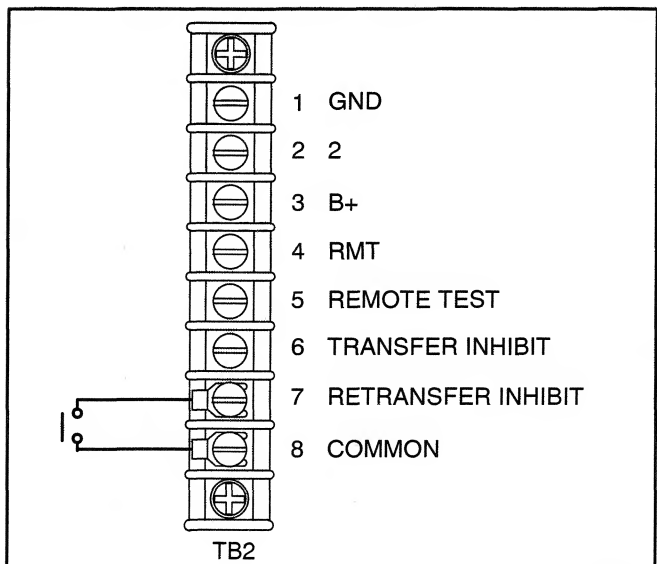 1 GND
2 2
3 B+
4 RMT
5 REMOTE TEST
6 TRANSFER INHIBIT
7 RETRANSFER INHIBIT
8 COMMON
TB2